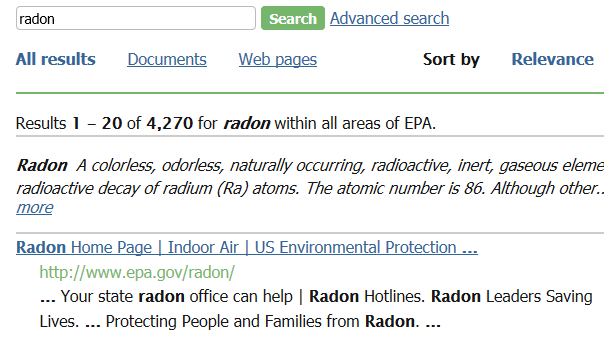 radon Search Advanced search
All results Documents Web pages Sort by Relevance
Results 1 – 20 of 4,270 for radon within all areas of EPA.
Radon A colorless, odorless, naturally occurring, radioactive, inert, gaseous eleme
radioactive decay of radium (Ra) atoms. The atomic number is 86. Although other..
more
Radon Home Page | Indoor Air | US Environmental Protection ...
http://www.epa.gov/radon/
... Your state radon office can help | Radon Hotlines. Radon Leaders Saving
Lives. ... Protecting People and Families from Radon. ...